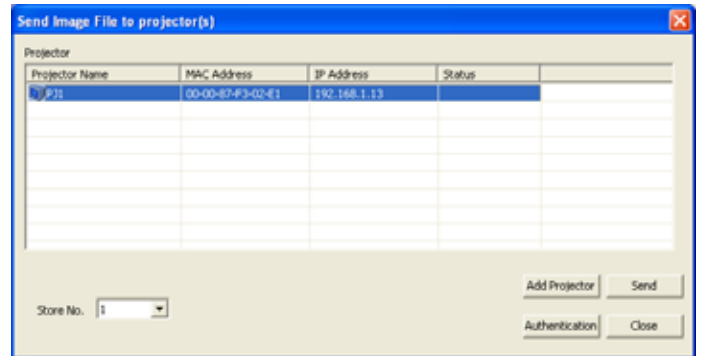 Send Image File to projector(s)
Projector
Projector Name MAC Address IP Address Status
PJ1 00-00-87-F3-02-E1 192.168.1.13
Add Projector Send
Store No. 1
Authentication Close